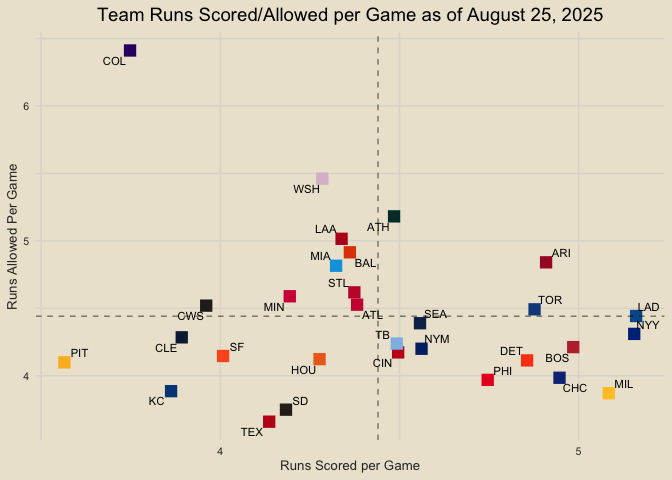 Team Runs Scored/Allowed per Game as of August 25, 2025
COL
6
WSH
ATH
LAA
5
MIA
BAL
ARI
STL
MIN
ATL
TOR
LAD
CWS
SEA
NYY
CLE
TB
NYM
PIT
SF
HOU
CIN
DET
BOS
4
PHI
CHC
MIL
KC
SD
TEX
4
5
Runs Scored per Game
Runs Allowed Per Game